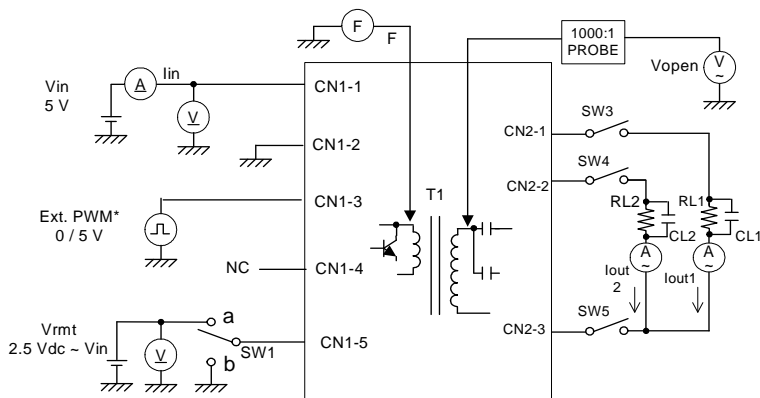 F
F
1000:1
PROBE
Vopen
V
~
Vin
5 V
A
Iin
V
CN1-1
CN1-2
CN1-3
CN1-4
CN1-5
Ext. PWM*
0 / 5 V
NC
Vrmt
2.5 Vdc ~ Vin
V
a
b
SW1
T1
CN2-1
CN2-2
CN2-3
SW3
SW4
SW5
RL2
CL2
RL1
CL1
A
~
A
~
Iout
2
Iout1